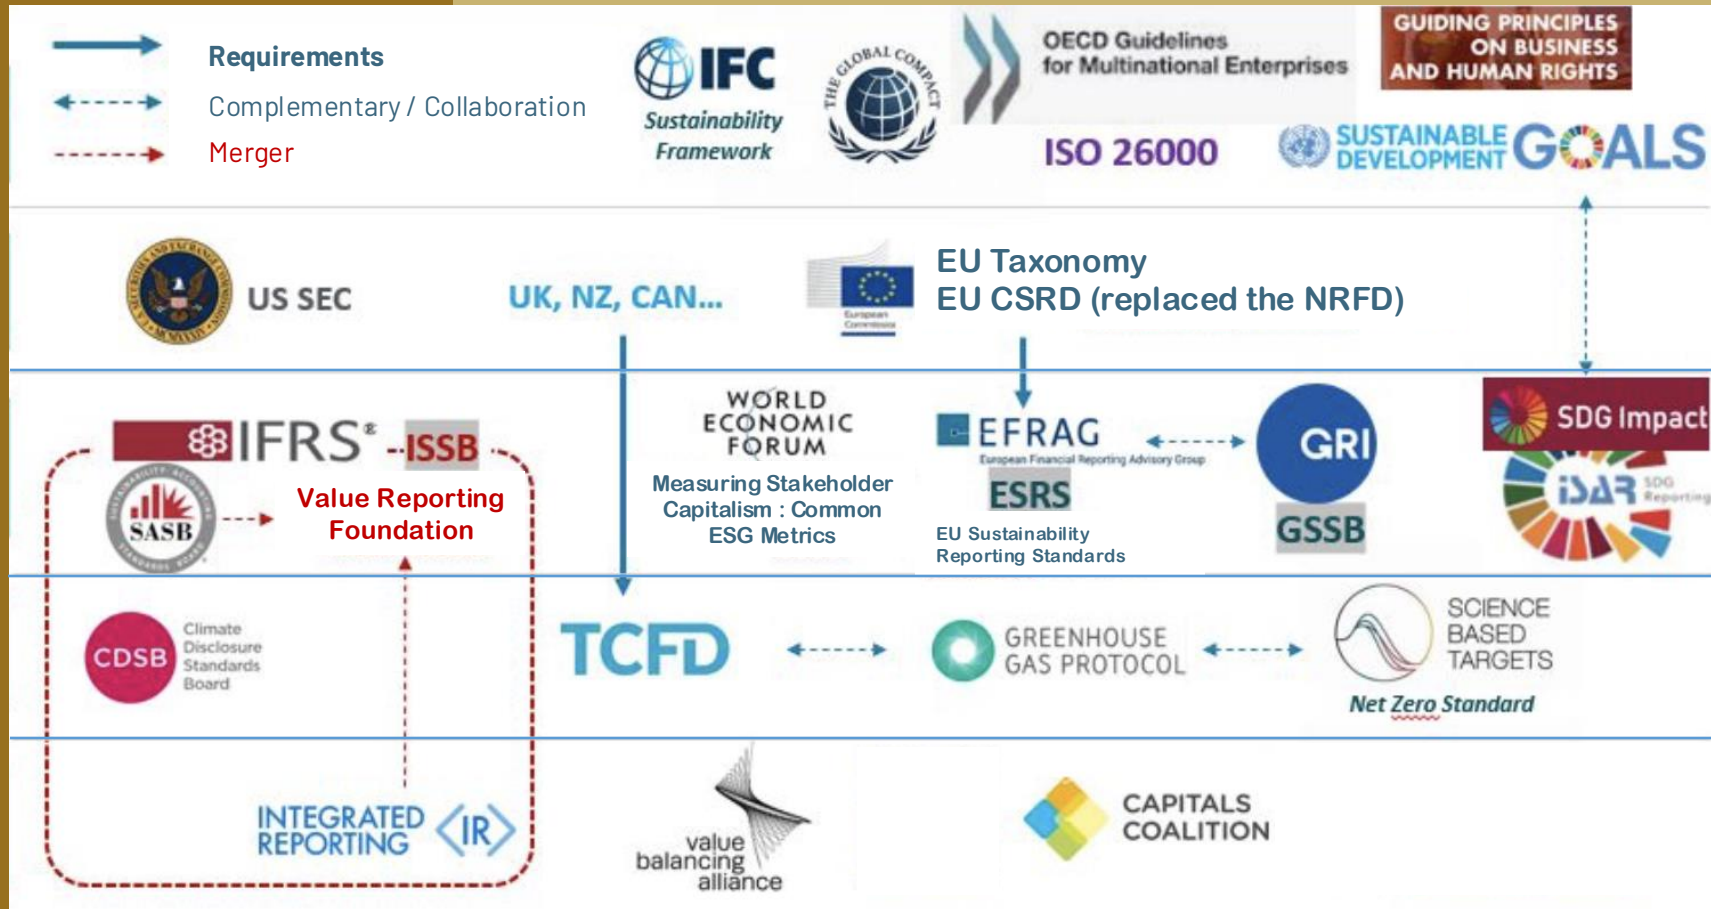 Requirements
Complementary / Collaboration
Merger
IFC
Sustainability
Framework
THE GLOBAL COMPACT
OECD Guidelines
for Multinational Enterprises
ISO 26000
GUIDING PRINCIPLES
ON BUSINESS
AND HUMAN RIGHTS
SUSTAINABLE
DEVELOPMENT
GOALS
US SEC
UK, NZ, CAN...
European
Commission
EU Taxonomy
EU CSRD (replaced the NRFD)
IFRS®
ISSB
SASB
Value Reporting
Foundation
WORLD
ECONOMIC
FORUM
Measuring Stakeholder
Capitalism : Common
ESG Metrics
EFRAG
European Financial Reporting Advisory Group
ESRS
EU Sustainability
Reporting Standards
GRI
GSSB
SDG Impact
iSAR
SDG
Reporting
CDSB
Climate
Disclosure
Standards
Board
TCFD
GREENHOUSE
GAS PROTOCOL
SCIENCE
BASED
TARGETS
Net Zero Standard
INTEGRATED
REPORTING
<IR>
value
balancing
alliance
CAPITALS
COALITION